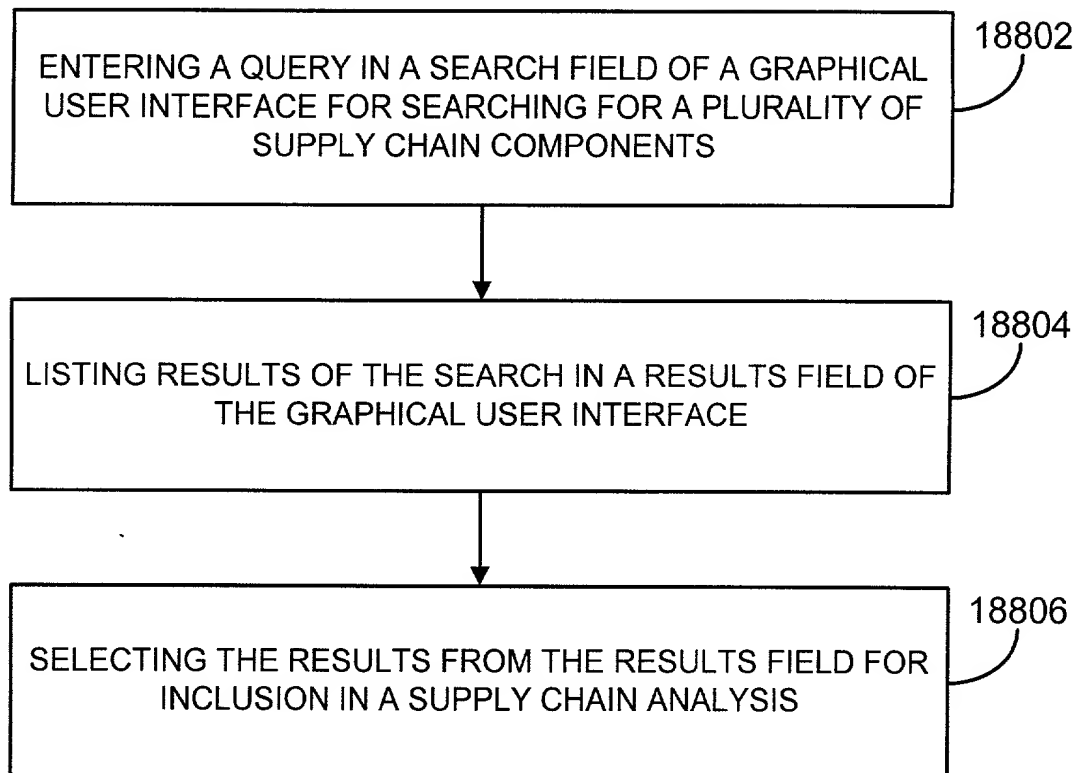 18802
ENTERING A QUERY IN A SEARCH FIELD OF A GRAPHICAL
USER INTERFACE FOR SEARCHING FOR A PLURALITY OF
SUPPLY CHAIN COMPONENTS
18804
LISTING RESULTS OF THE SEARCH IN A RESULTS FIELD OF
THE GRAPHICAL USER INTERFACE
18806
SELECTING THE RESULTS FROM THE RESULTS FIELD FOR
INCLUSION IN A SUPPLY CHAIN ANALYSIS